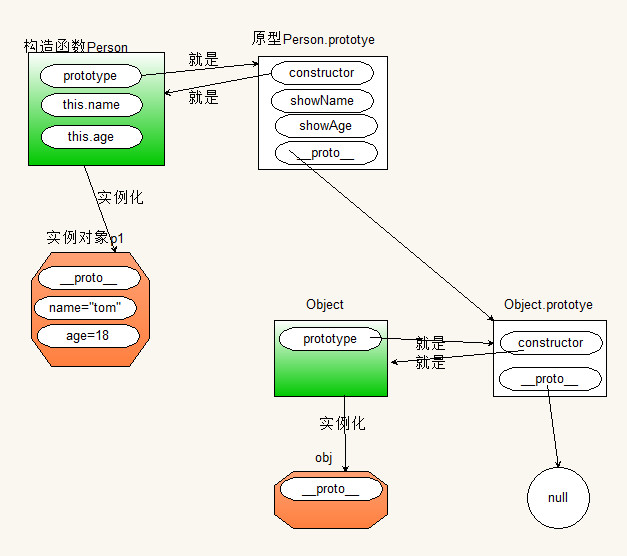 构造函数Person
prototype
this.name
this.age
就是
就是
原型Person.prototye
constructor
showName
showAge
__proto__
实例化
实例对象p1
__proto__
name="tom"
age=18
Object
prototype
就是
就是
Object.prototye
constructor
__proto__
实例化
obj
__proto__
null